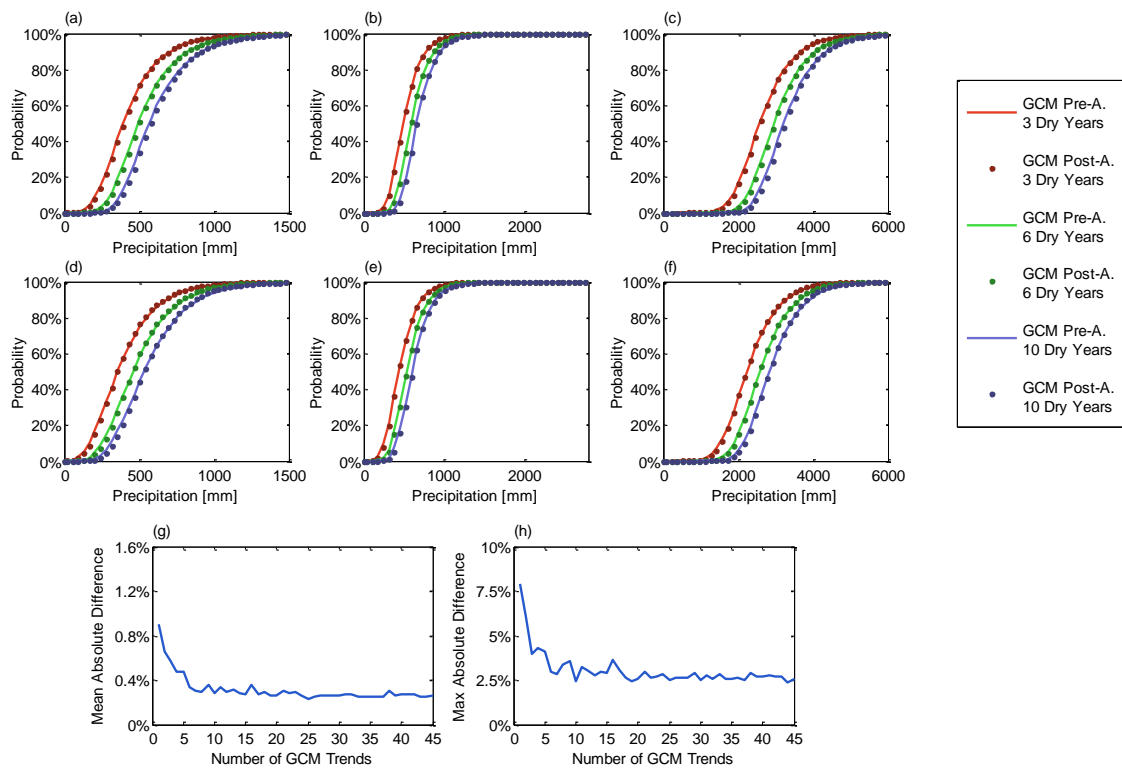 (a)
(b)
(c)
100%
80%
60%
40%
20%
0%
Probability
0
500
1000
1500
Precipitation [mm]
100%
80%
60%
40%
20%
0%
Probability
0
1000
2000
Precipitation [mm]
100%
80%
60%
40%
20%
0%
Probability
0
2000
4000
6000
Precipitation [mm]
GCM Pre-A.
3 Dry Years
GCM Post-A.
3 Dry Years
GCM Pre-A.
6 Dry Years
GCM Post-A.
6 Dry Years
GCM Pre-A.
10 Dry Years
GCM Post-A.
10 Dry Years
(d)
(e)
(f)
100%
80%
60%
40%
20%
0%
Probability
0
500
1000
1500
Precipitation [mm]
100%
80%
60%
40%
20%
0%
Probability
0
1000
2000
Precipitation [mm]
100%
80%
60%
40%
20%
0%
Probability
0
2000
4000
6000
Precipitation [mm]
(g)
1.6%
1.2%
0.8%
0.4%
0%
Mean Absolute Difference
0
5
10
15
20
25
30
35
40
45
Number of GCM Trends
(h)
10%
7.5%
5%
2.5%
0%
Max Absolute Difference
0
5
10
15
20
25
30
35
40
45
Number of GCM Trends